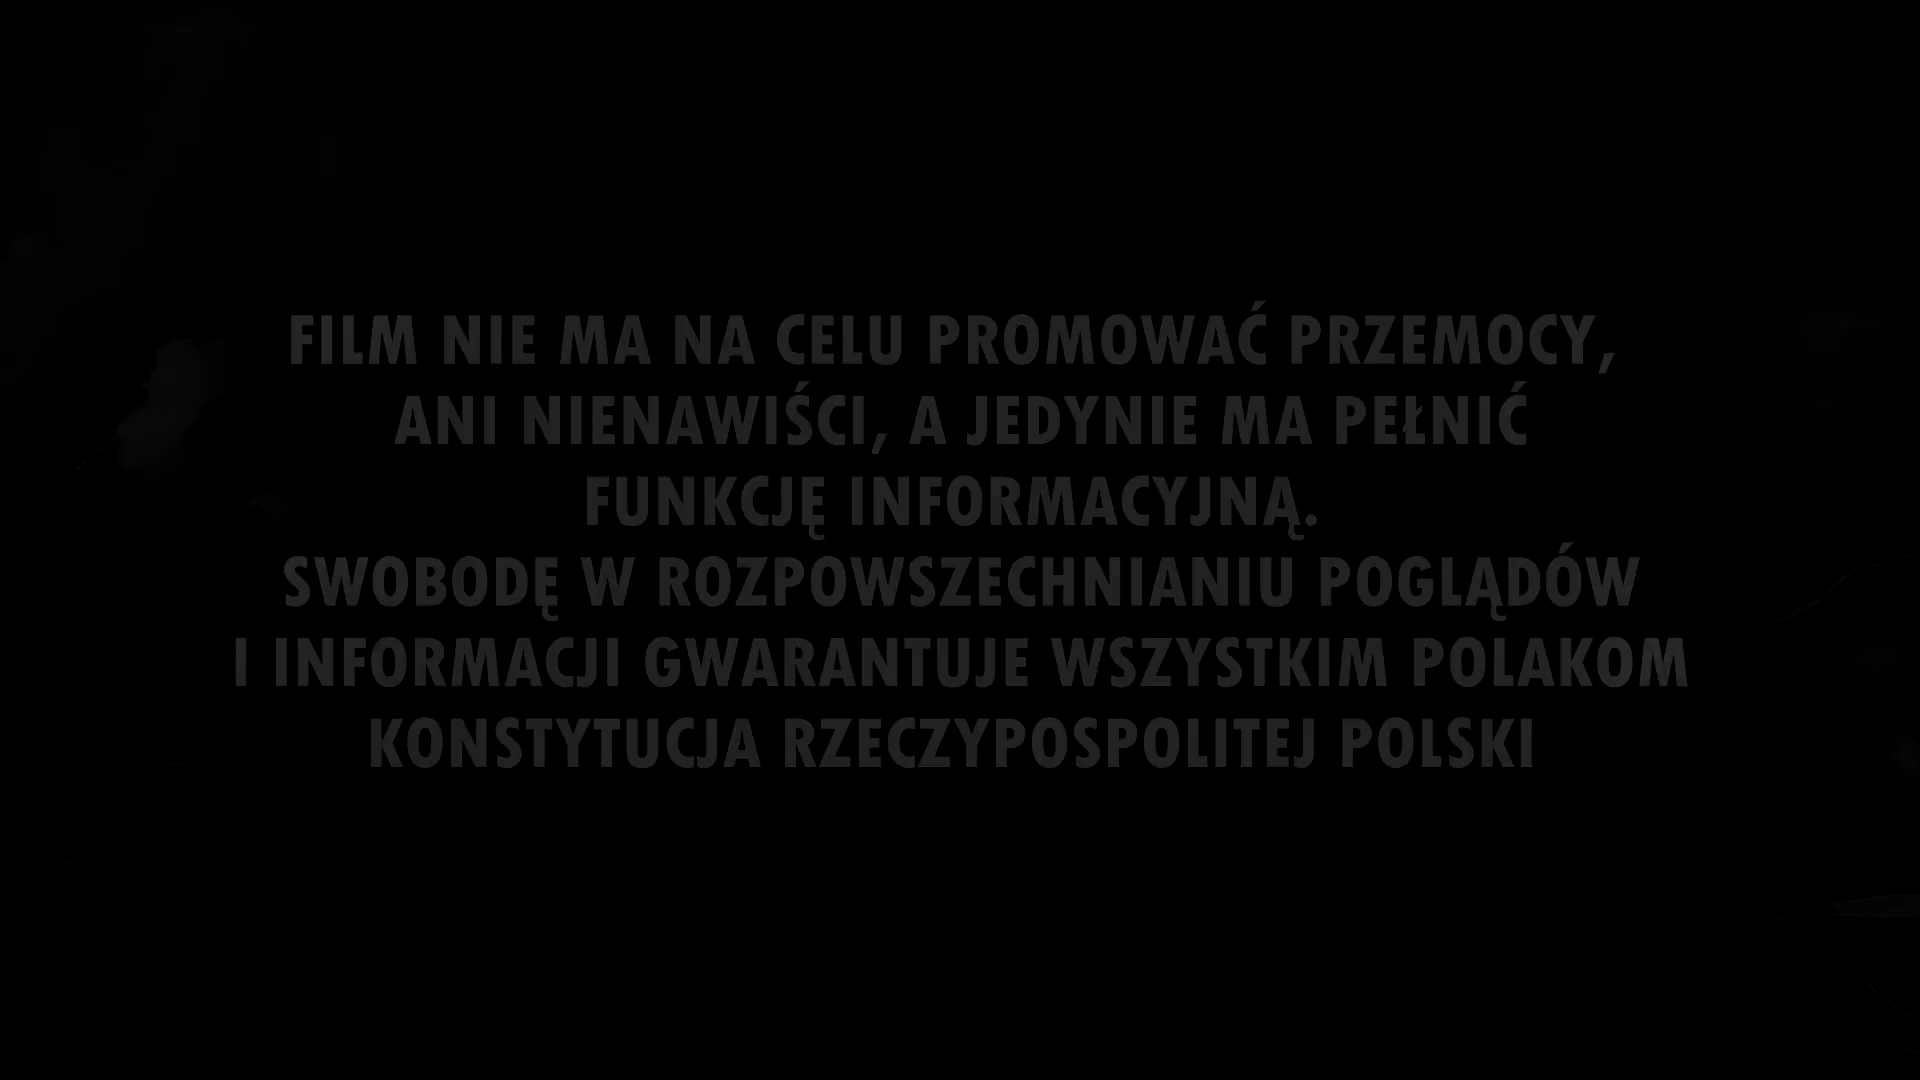 FILM NIE MA NA CELU PROMOWAĆ PRZEMOCY,
ANI NIENAWIŚCI, A JEDYNIE MA PEŁNIĆ
FUNKCJĘ INFORMACYJNĄ.
SWOBODĘ W ROZPOWSZECHNIANIU POGLĄDÓW
I INFORMACJI GWARANTUJE WSZYSTKIM POLAKOM
KONSTYTUCJA RZECZYPOSPOLITEJ POLSKI